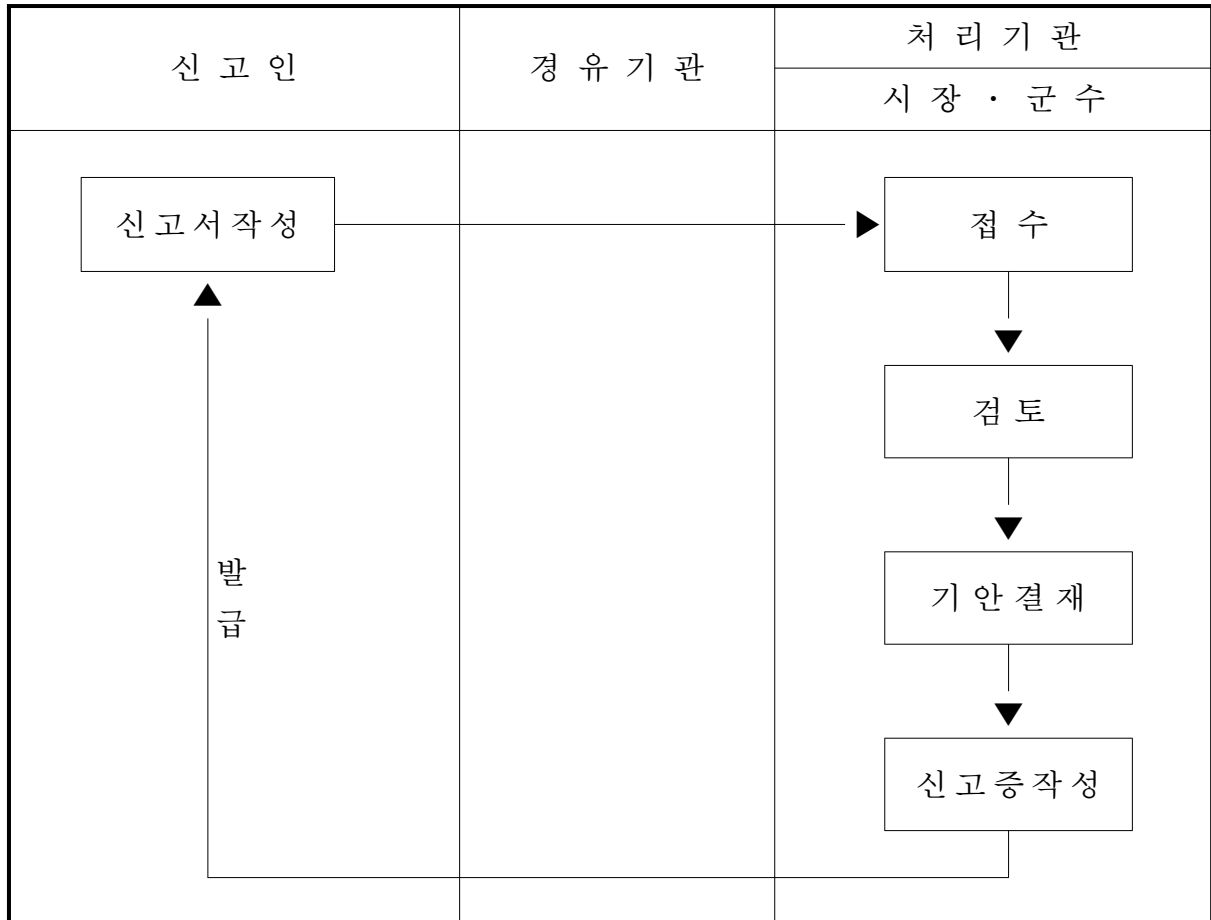 신 고 인
경 유 기 관
처 리 기 관
시 장 · 군 수
신고서작성
접 수
검 토
기 안 결 재
발
급
신고증작성